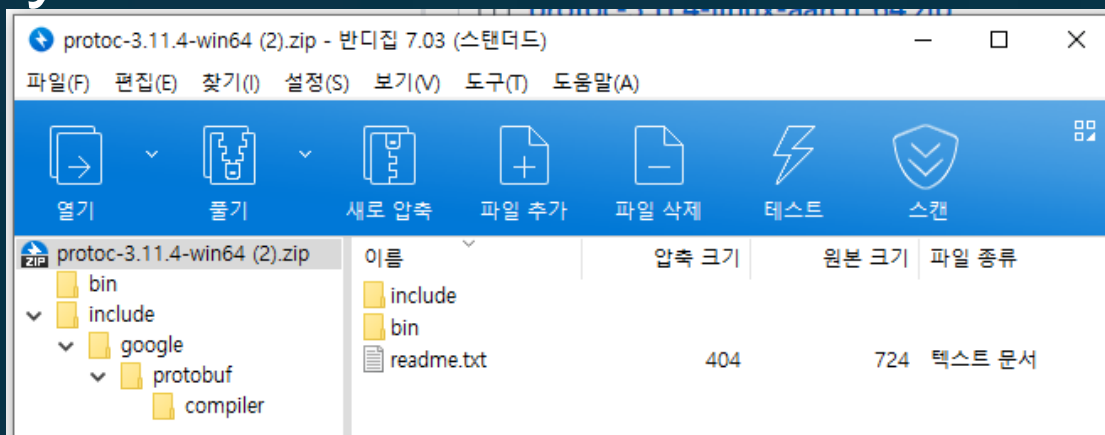 protoc-3.11.4-win64 (2).zip - 반디집 7.03 (스탠더드)
파일(F) 편집(E) 찾기(I) 설정(S) 보기(V) 도구(T) 도움말(A)
열기 풀기 새로 압축 파일 추가 파일 삭제 테스트 스캔
ZIP protoc-3.11.4-win64 (2).zip
bin
include
google
protobuf
compiler
이름 압축 크기 원본 크기 파일 종류
include
bin
readme.txt 404 724 텍스트 문서